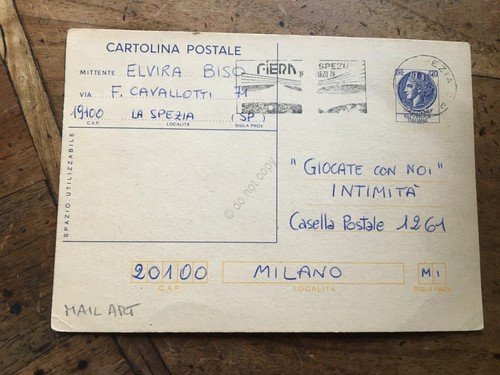 CARTOLINA POSTALE
MITTENTE ELVIRA BISO
VIA F. CAVALLOTTI 71
19100 LA SPEZIA (SP)
C.A.P. LOCALITÀ SIGLA PROV.
SPAZIO UTILIZZABILE
FIERA DI SPEZIA
"GIOCATE CON NOI"
INTIMITÀ
Casella Postale 1261
20100 MILANO MI
C.A.P. LOCALITÀ SIGLA PROV.
MAIL ART
© do not copy